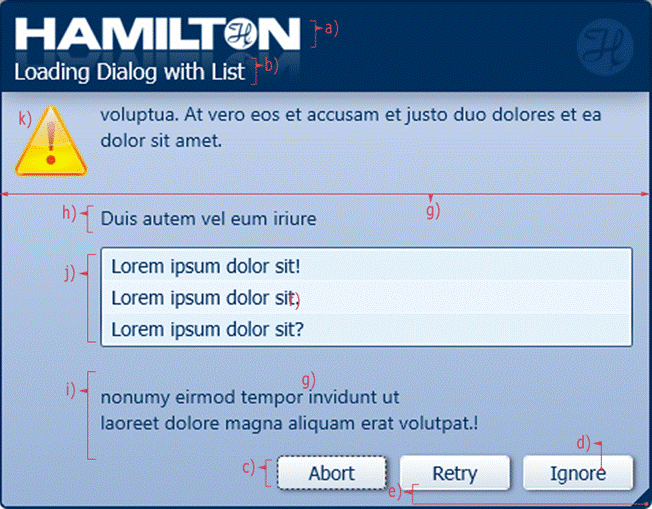 HAMILTON
a)
Loading Dialog with List
b)
k)
voluptua. At vero eos et accusam et justo duo dolores et ea
dolor sit amet.
g)
h)
Duis autem vel eum iriure
j)
Lorem ipsum dolor sit!
Lorem ipsum dolor sit.
Lorem ipsum dolor sit?
g)
i)
nonumy eirmod tempor invidunt ut
laoreet dolore magna aliquam erat volutpat.!
d)
c)
Abort
Retry
Ignore
e)